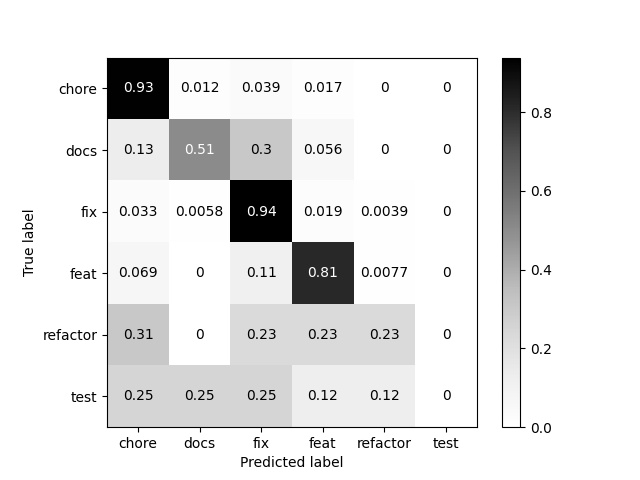 chore 0.93 0.012 0.039 0.017 0 0
docs 0.13 0.51 0.3 0.056 0 0
fix 0.033 0.0058 0.94 0.019 0.0039 0
feat 0.069 0 0.11 0.81 0.0077 0
refactor 0.31 0 0.23 0.23 0.23 0
test 0.25 0.25 0.25 0.12 0.12 0
chore docs fix feat refactor test
Predicted label
True label
0.8
0.6
0.4
0.2
0.0